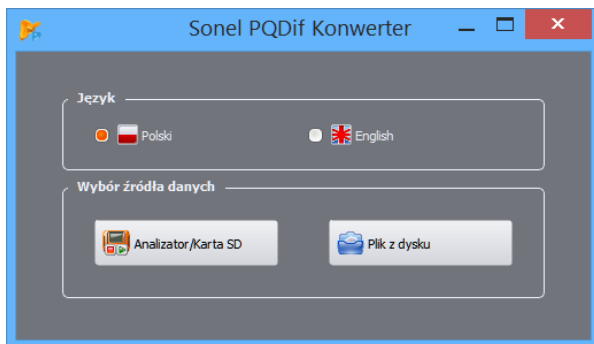 Sonel PQDif Konwerter
Język
Polski
English
Wybór źródła danych
Analizator/Karta SD
Plik z dysku